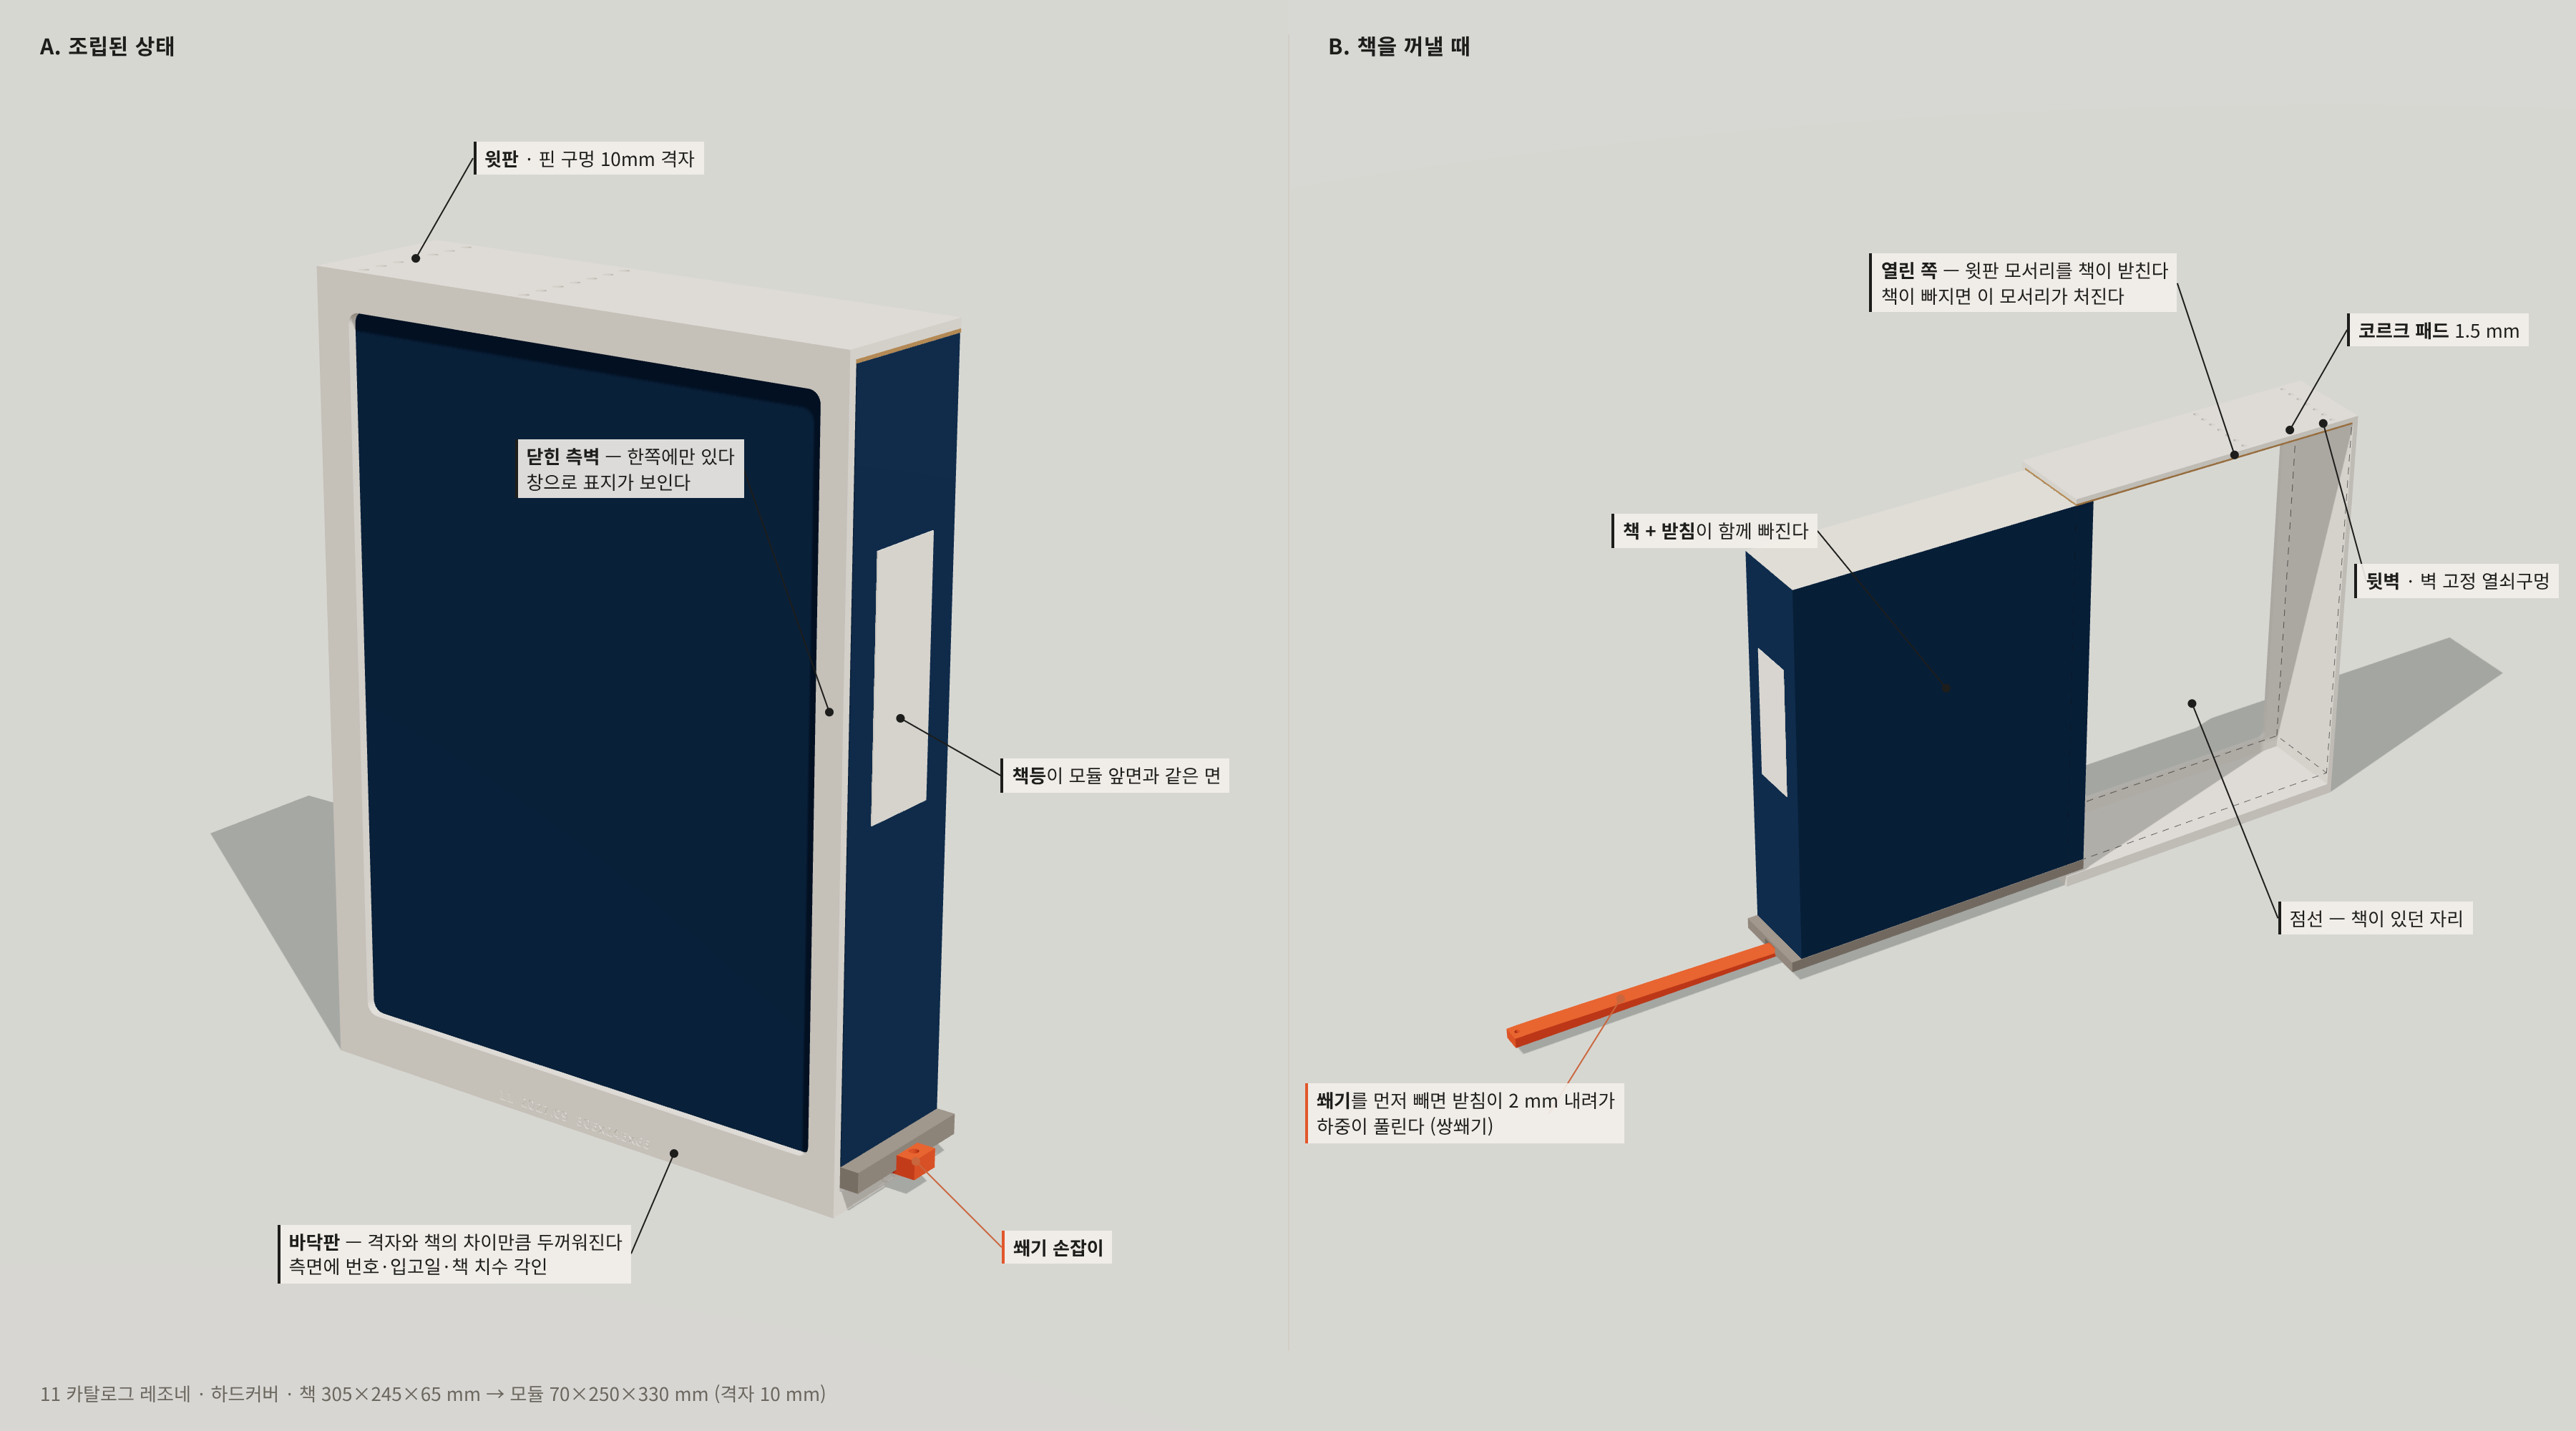 A. 조립된 상태
윗판 · 핀 구멍 10mm 격자
닫힌 측벽 — 한쪽에만 있다
창으로 표지가 보인다
책등이 모듈 앞면과 같은 면
바닥판 — 격자와 책의 차이만큼 두꺼워진다
측면에 번호·입고일·책 치수 각인
쐐기 손잡이
B. 책을 꺼낼 때
열린 쪽 — 윗판 모서리를 책이 받친다
책이 빠지면 이 모서리가 처진다
코르크 패드 1.5 mm
책 + 받침이 함께 빠진다
뒷벽 · 벽 고정 열쇠구멍
점선 — 책이 있던 자리
쐐기를 먼저 빼면 받침이 2 mm 내려가
하중이 풀린다 (쌍쐐기)
11 카탈로그 레조네 · 하드커버 · 책 305×245×65 mm → 모듈 70×250×330 mm (격자 10 mm)